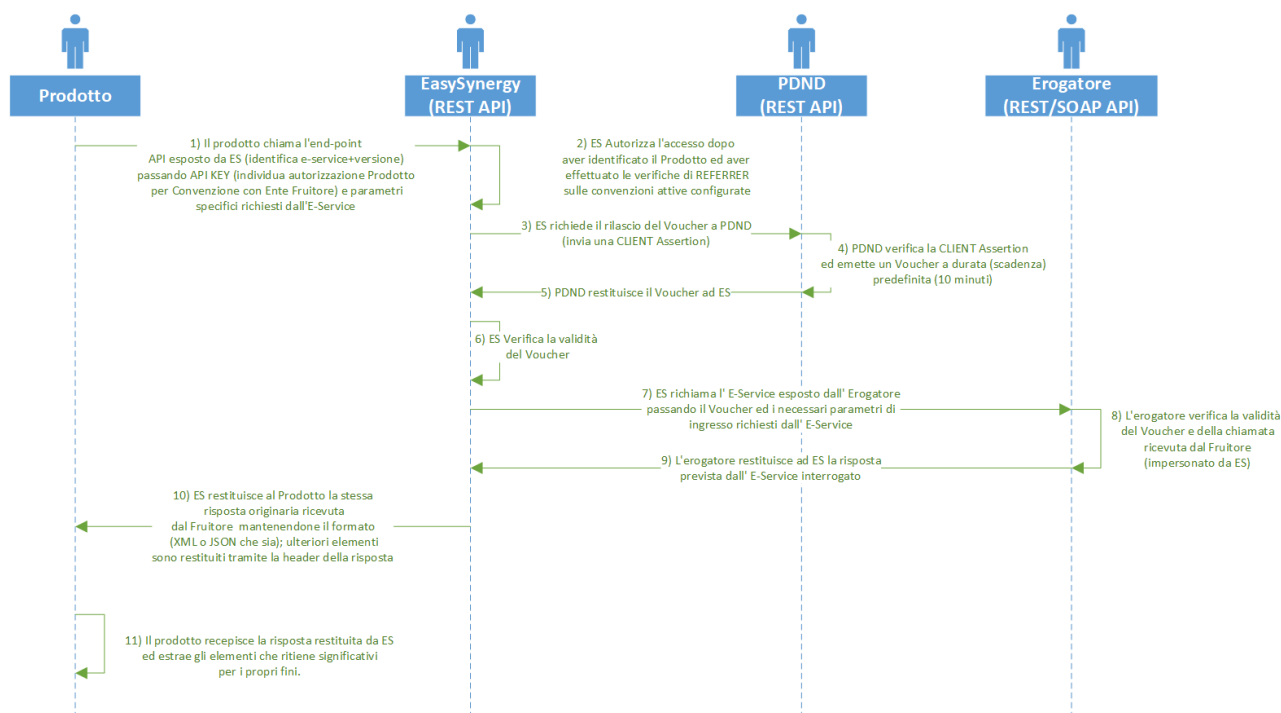 Prodotto
EasySynergy
(REST API)
PDND
(REST API)
Erogatore
(REST/SOAP API)
1) Il prodotto chiama l'end-point
API esposto da ES (identifica e-service+versione)
passando API KEY (individua autorizzazione Prodotto
per Convenzione con Ente Fruitore) e parametri
specifici richiesti dall'E-Service
2) ES Autorizza l'accesso dopo
aver identificato il Prodotto ed aver
effettuato le verifiche di REFERRER
sulle convenzioni attive configurate
3) ES richiede il rilascio del Voucher a PDND
(invia una CLIENT Assertion)
4) PDND verifica la CLIENT Assertion
ed emette un Voucher a durata (scadenza)
predefinita (10 minuti)
5) PDND restituisce il Voucher ad ES
6) ES Verifica la validità
del Voucher
7) ES richiama l' E-Service esposto dall' Erogatore
passando il Voucher ed i necessari parametri di
ingresso richiesti dall' E-Service
8) L'erogatore verifica la validità
del Voucher e della chiamata
ricevuta dal Fruitore
(impersonato da ES)
9) L'erogatore restituisce ad ES la risposta
prevista dall' E-Service interrogato
10) ES restituisce al Prodotto la stessa
risposta originaria ricevuta
dal Fruitore mantenendone il formato
(XML o JSON che sia); ulteriori elementi
sono restituiti tramite la header della risposta
11) Il prodotto recepisce la risposta restituita da ES
ed estrae gli elementi che ritiene significativi
per i propri fini.